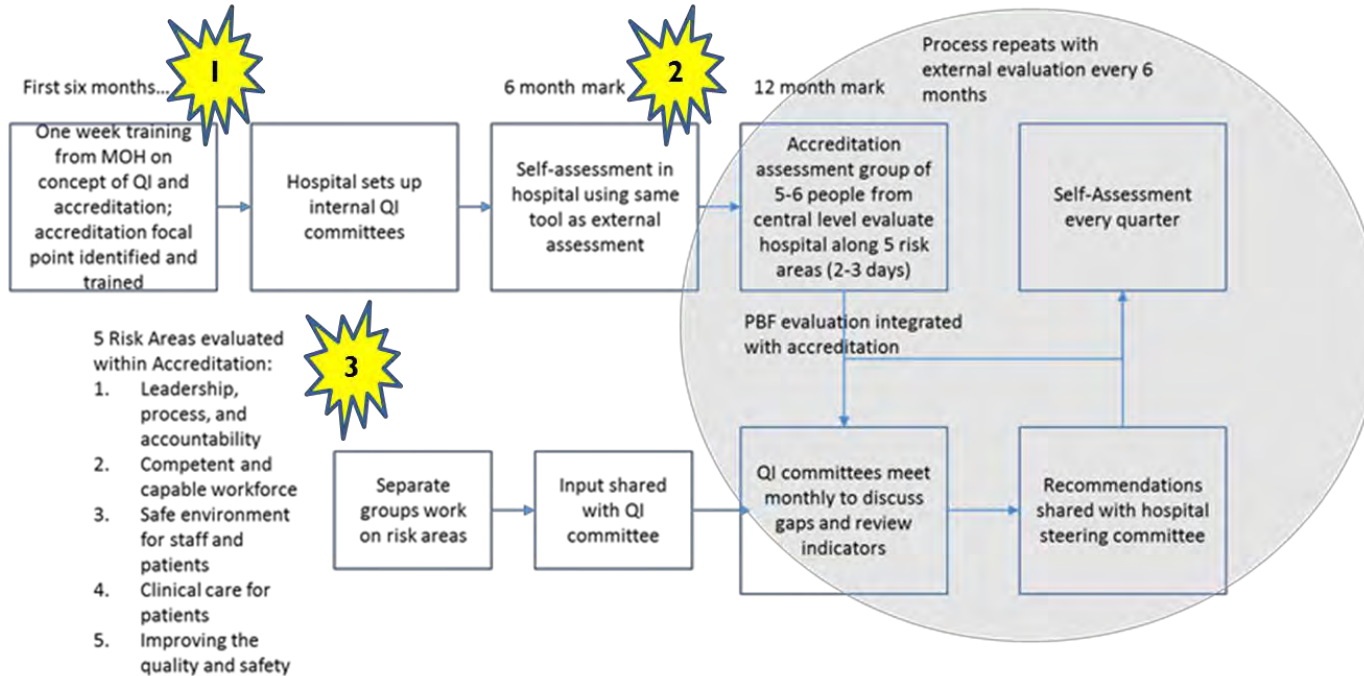 1
2
First six months...
6 month mark
12 month mark
Process repeats with
external evaluation every 6
months
One week training
from MOH on
concept of QI and
accreditation;
accreditation focal
point identified and
trained
Hospital sets up
internal QI
committees
Self-assessment in
hospital using same
tool as external
assessment
Accreditation
assessment group of
5-6 people from
central level evaluate
hospital along 5 risk
areas (2-3 days)
Self-Assessment
every quarter
PBF evaluation integrated
with accreditation
5 Risk Areas evaluated
within Accreditation:
1. Leadership,
process, and
accountability
2. Competent and
capable workforce
3. Safe environment
for staff and
patients
4. Clinical care for
patients
5. Improving the
quality and safety
3
Separate
groups work
on risk areas
Input shared
with QI
committee
QI committees meet
monthly to discuss
gaps and review
indicators
Recommendations
shared with hospital
steering committee